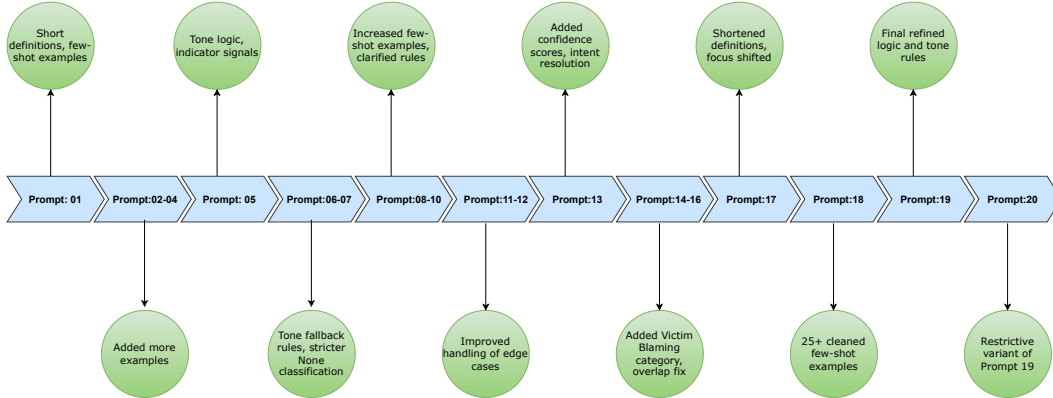 Short
definitions, few-
shot examples
Tone logic,
indicator signals
Increased few-
shot examples,
clarified rules
Added
confidence
scores, intent
resolution
Shortened
definitions,
focus shifted
Final refined
logic and tone
rules
Prompt: 01
Prompt:02-04
Prompt: 05
Prompt:06-07
Prompt:08-10
Prompt:11-12
Prompt:13
Prompt:14-16
Prompt:17
Prompt:18
Prompt:19
Prompt:20
Added more
examples
Tone fallback
rules, stricter
None
classification
Improved
handling of edge
cases
Added Victim
Blaming
category,
overlap fix
25+ cleaned
few-shot
examples
Restrictive
variant of
Prompt 19